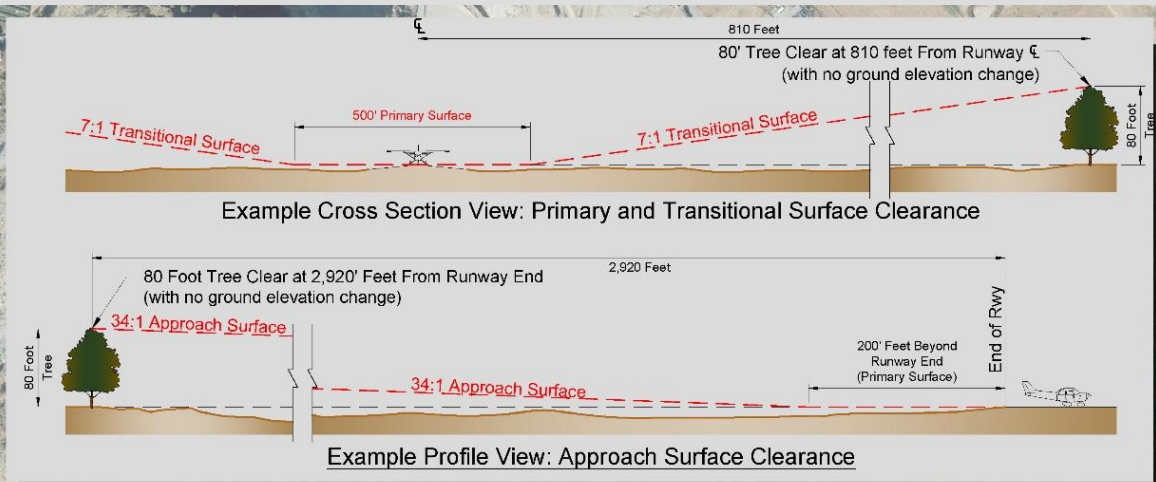 ℄
810 Feet
80' Tree Clear at 810 feet From Runway ℄
(with no ground elevation change)
500' Primary Surface
7:1 Transitional Surface
7:1 Transitional Surface
80 Foot
Tree
Example Cross Section View: Primary and Transitional Surface Clearance
2,920 Feet
80 Foot Tree Clear at 2,920' Feet From Runway End
(with no ground elevation change)
End of Rwy
34:1 Approach Surface
80 Foot
Tree
200' Feet Beyond
Runway End
(Primary Surface)
34:1 Approach Surface
Example Profile View: Approach Surface Clearance